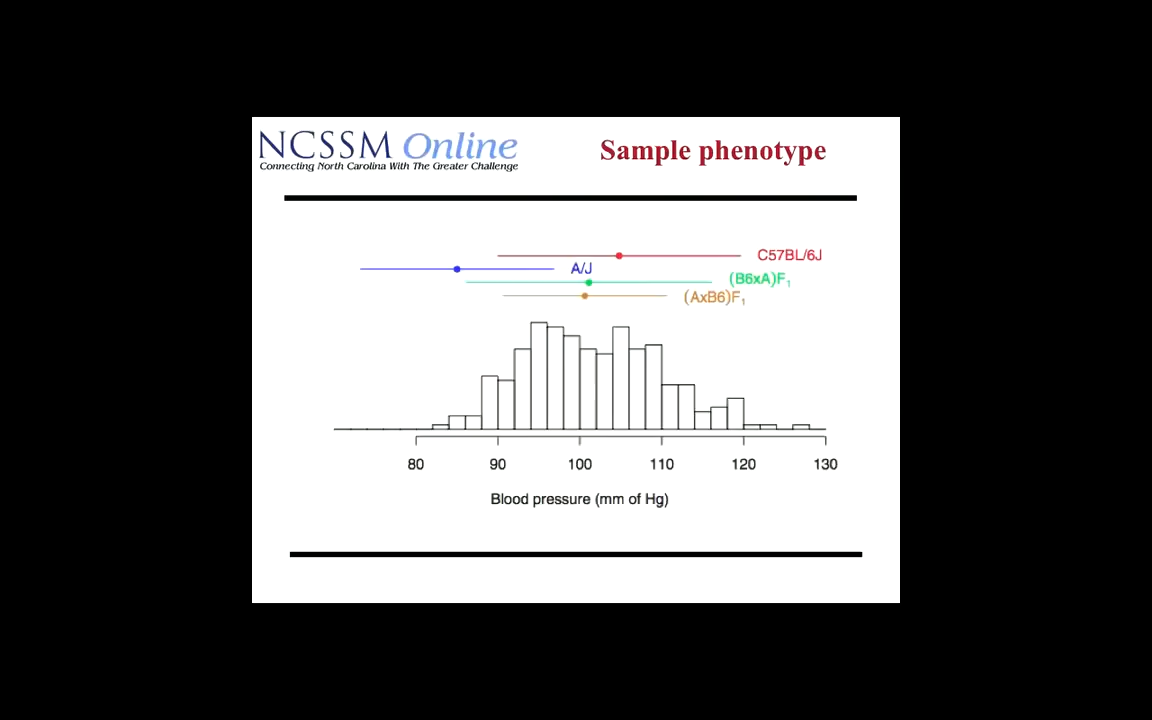 NCSSM Online
Connecting North Carolina With The Greater Challenge
Sample phenotype
C57BL/6J
A/J
(B6xA)F₁
(AxB6)F₁
80 90 100 110 120 130
Blood pressure (mm of Hg)